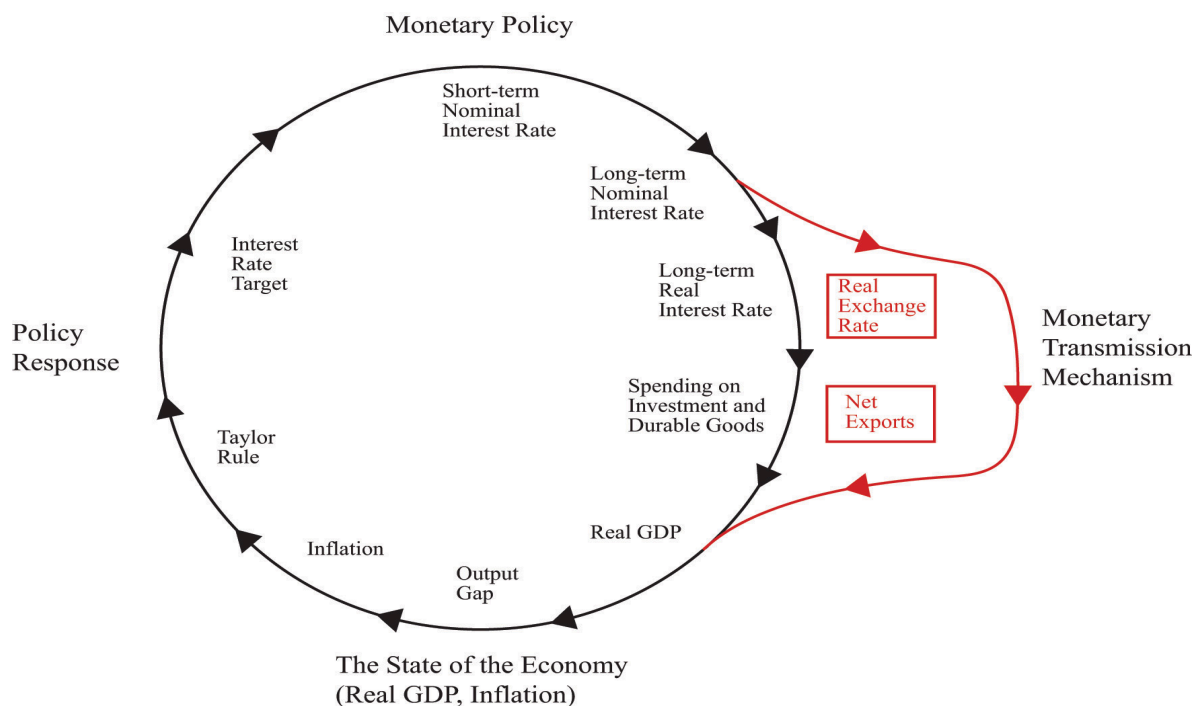 Monetary Policy
Short-term
Nominal
Interest Rate
Long-term
Nominal
Interest Rate
Interest
Rate
Target
Long-term
Real
Interest Rate
Real
Exchange
Rate
Policy
Response
Monetary
Transmission
Mechanism
Spending on
Investment and
Durable Goods
Net
Exports
Taylor
Rule
Real GDP
Inflation
Output
Gap
The State of the Economy
(Real GDP, Inflation)